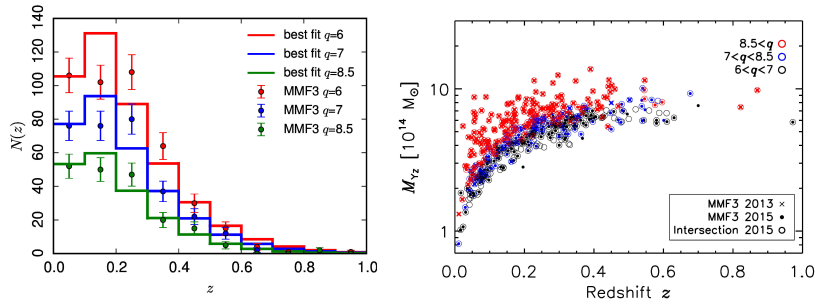 140
120
100
80
60
40
20
0
N(z)
best fit q=6
best fit q=7
best fit q=8.5
MMF3 q=6
MMF3 q=7
MMF3 q=8.5
0.0 0.2 0.4 0.6 0.8 1.0
z
10
1
M_Yz [10^14 M⊙]
8.5<q
7<q<8.5
6<q<7
× MMF3 2013
• MMF3 2015
○ Intersection 2015
0.0 0.2 0.4 0.6 0.8 1.0
Redshift z